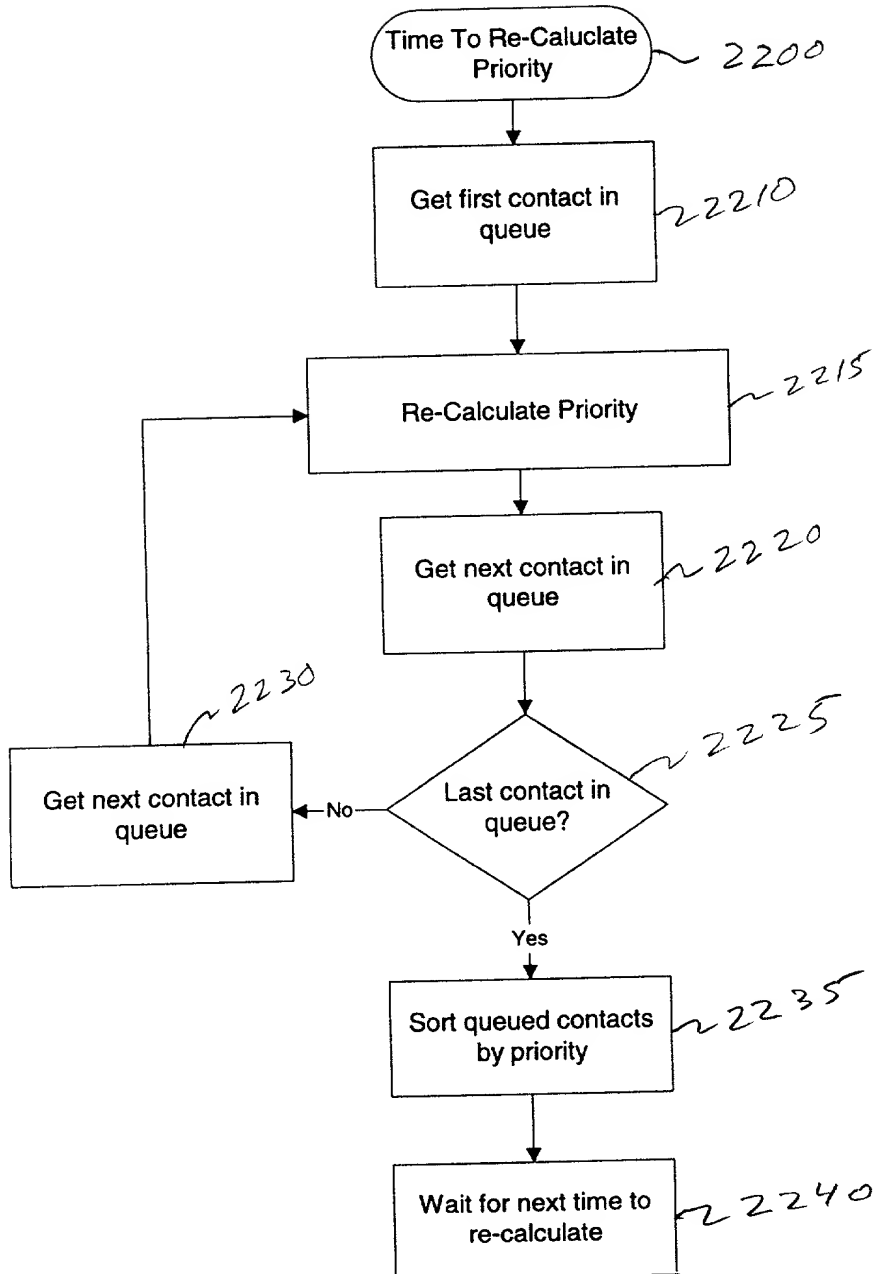 Time To Re-Caluclate
Priority
2200
Get first contact in
queue
2210
Re-Calculate Priority
2215
Get next contact in
queue
2220
2230
Get next contact in
queue
No
Last contact in
queue?
2225
Yes
Sort queued contacts
by priority
2235
Wait for next time to
re-calculate
2240